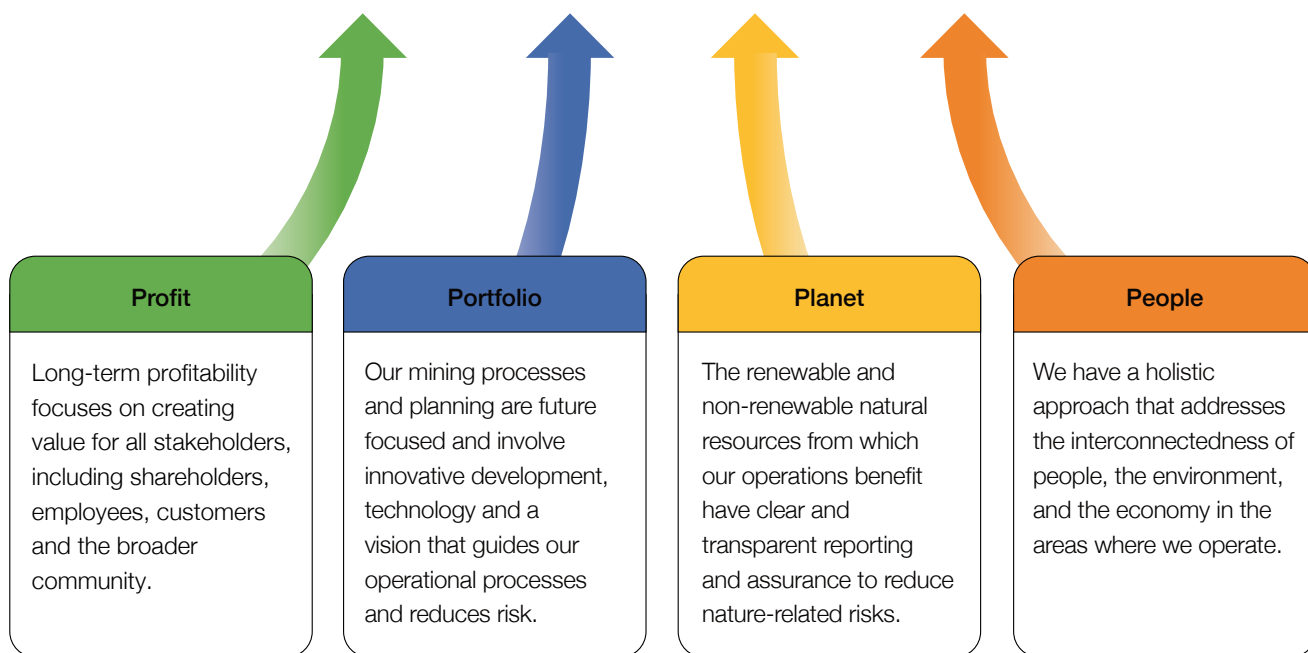 Profit
Long-term profitability
focuses on creating
value for all stakeholders,
including shareholders,
employees, customers
and the broader
community.
Portfolio
Our mining processes
and planning are future
focused and involve
innovative development,
technology and a
vision that guides our
operational processes
and reduces risk.
Planet
The renewable and
non-renewable natural
resources from which
our operations benefit
have clear and
transparent reporting
and assurance to reduce
nature-related risks.
People
We have a holistic
approach that addresses
the interconnectedness of
people, the environment,
and the economy in the
areas where we operate.